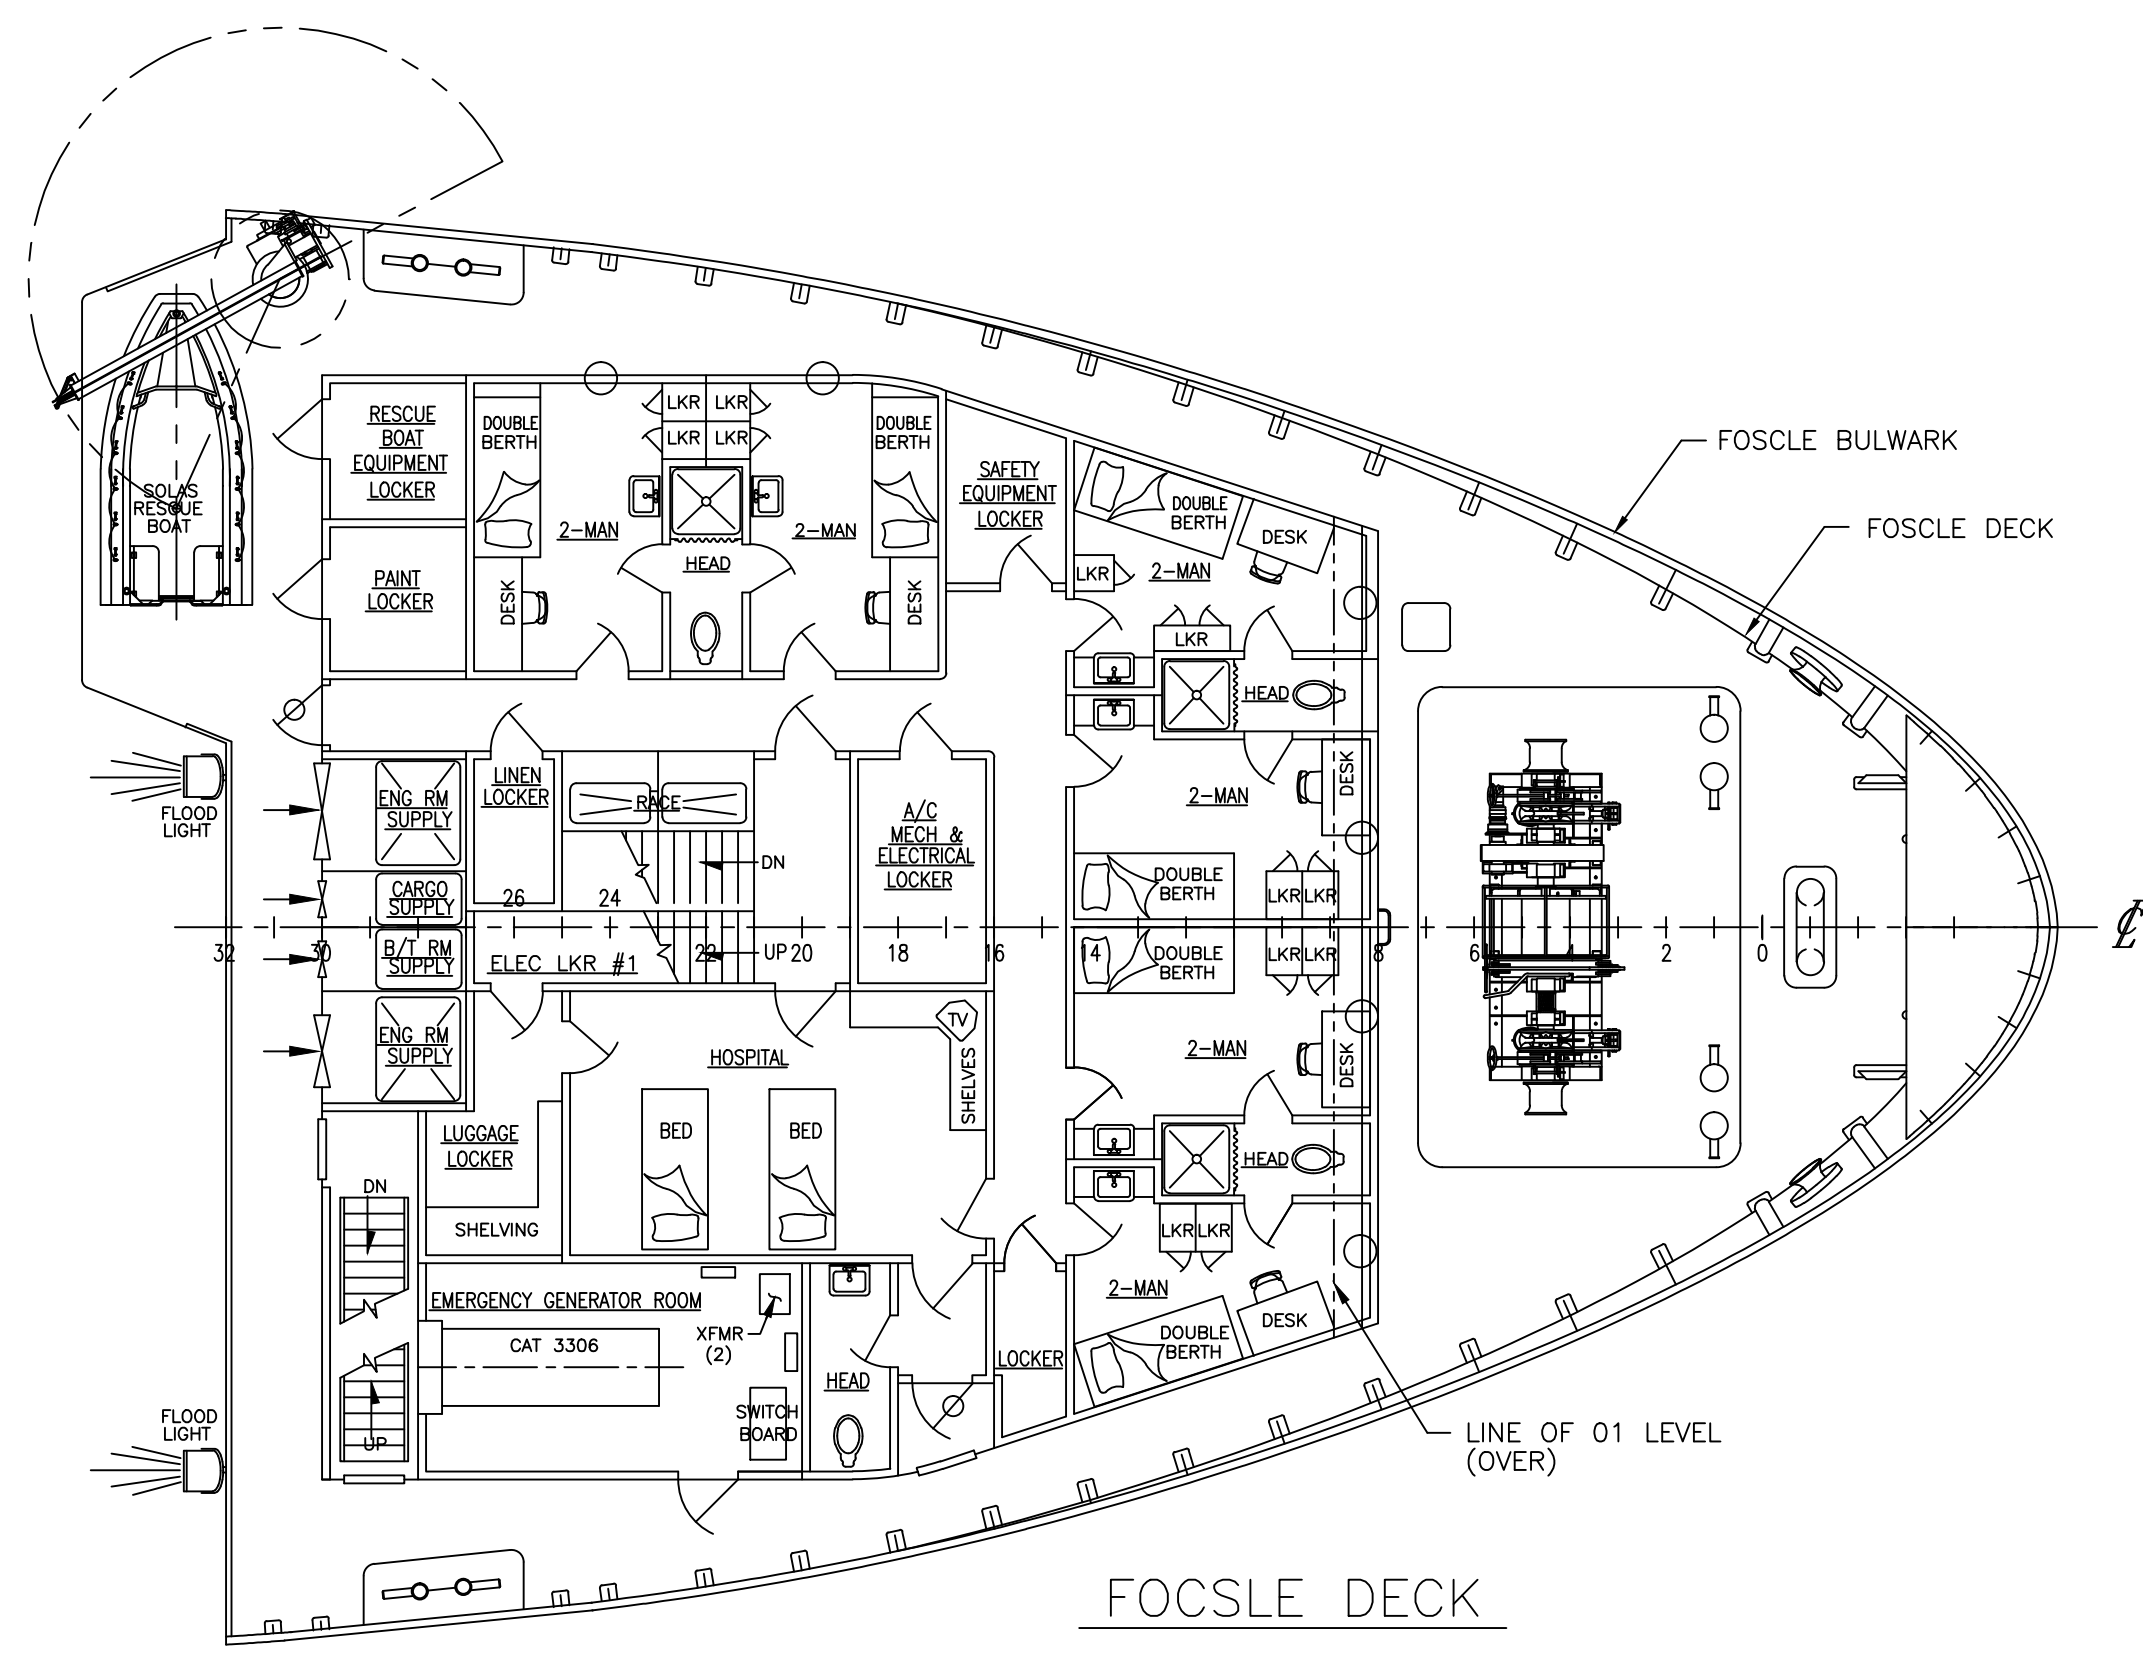 RESCUE
BOAT
EQUIPMENT
LOCKER
DOUBLE
BERTH
LKR
LKR
LKR
LKR
DOUBLE
BERTH
SAFETY
EQUIPMENT
LOCKER
FOSCLE BULWARK
FOSCLE DECK
SOLAS
RESCUE
BOAT
2-MAN
2-MAN
HEAD
DOUBLE
BERTH
DESK
PAINT
LOCKER
DESK
DESK
LKR
2-MAN
LKR
HEAD
FLOOD
LIGHT
ENG RM
SUPPLY
LINEN
LOCKER
RACE
A/C
MECH &
ELECTRICAL
LOCKER
2-MAN
DESK
DN
CARGO
SUPPLY
26
24
DOUBLE
BERTH
LKR
LKR
32
30
22
20
18
16
14
8
6
4
2
0
℄
B/T RM
SUPPLY
ELEC LKR #1
UP
DOUBLE
BERTH
LKR
LKR
ENG RM
SUPPLY
HOSPITAL
TV
SHELVES
2-MAN
DESK
LUGGAGE
LOCKER
BED
BED
HEAD
DN
SHELVING
LKR
LKR
EMERGENCY GENERATOR ROOM
2-MAN
CAT 3306
XFMR
(2)
DOUBLE
BERTH
DESK
HEAD
LOCKER
FLOOD
LIGHT
UP
SWITCH
BOARD
LINE OF 01 LEVEL
(OVER)
FOCSLE DECK